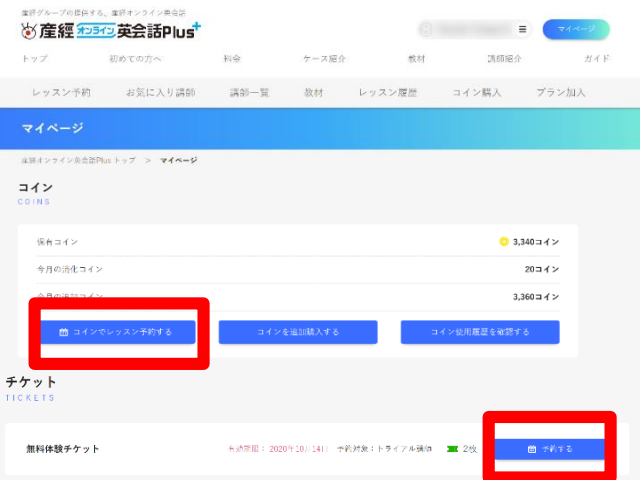 産経グループの提供する、産経オンライン英会話
産経オンライン英会話Plus+
マイページ
トップ 初めての方へ 料金 ケース紹介 教材 講師紹介 ガイド
レッスン予約 お気に入り講師 講師一覧 教材 レッスン履歴 コイン購入 プラン加入
マイページ
産経オンライン英会話Plus トップ > マイページ
コイン
COINS
保有コイン 3,340コイン
今月の消化コイン 20コイン
今月の追加コイン 3,360コイン
コインでレッスン予約する コインを追加購入する コイン使用履歴を確認する
チケット
TICKETS
無料体験チケット 有効期限：2020年10月14日 予約対象：トライアル講師 2枚 予約する